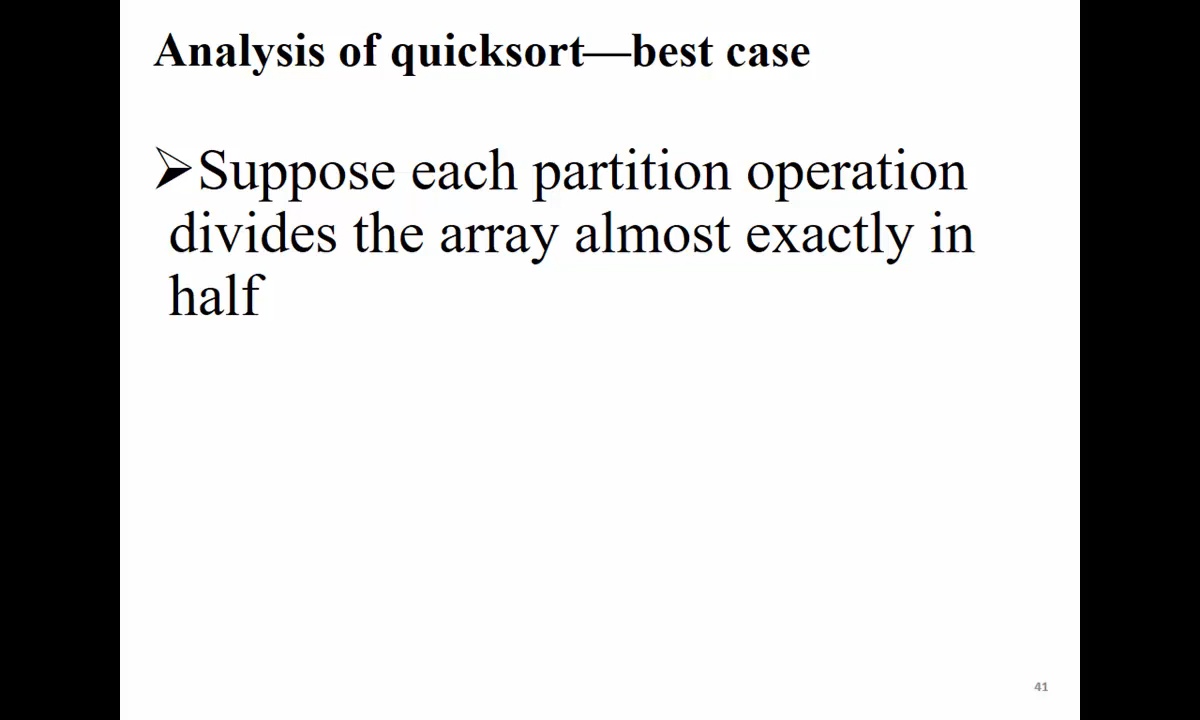 Analysis of quicksort—best case
➢Suppose each partition operation
divides the array almost exactly in
half
41